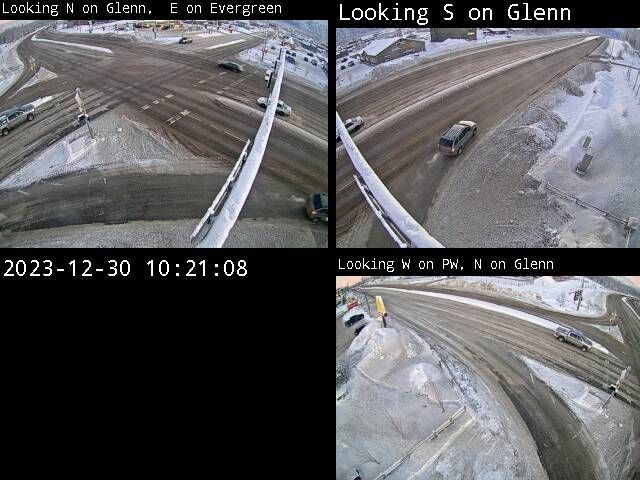 Looking N on Glenn, E on Evergreen
Looking S on Glenn
2023-12-30 10:21:08
Looking W on PW, N on Glenn